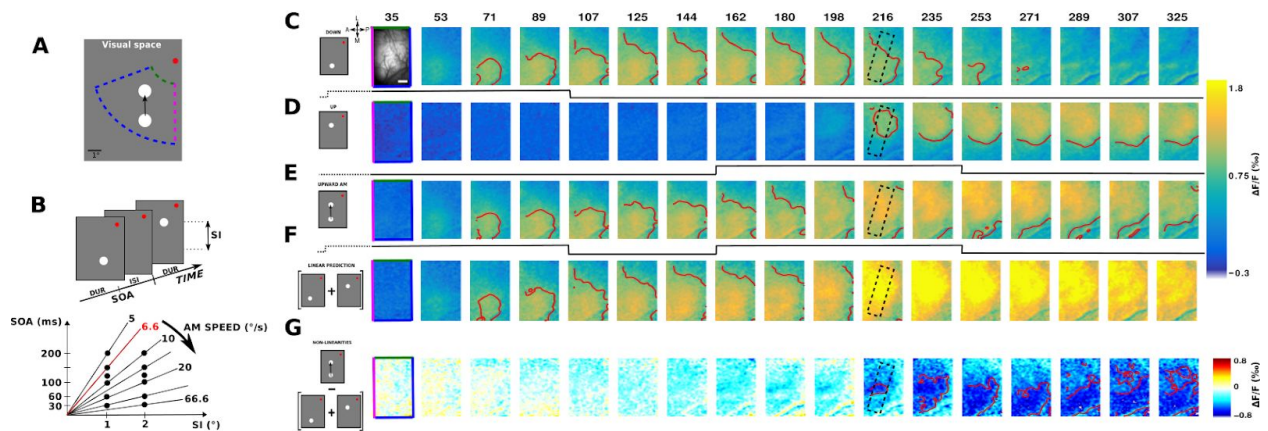 A
Visual space
1°
B
SI
DUR
ISI
DUR
TIME
SOA
SOA (ms)
5
6.6
AM SPEED (°/s)
10
200
20
100
60
66.6
30
1
2
SI (°)
C
35 53 71 89 107 125 144 162 180 198 216 235 253 271 289 307 325
DOWN
L
A P
M
D
UP
E
UPWARD AM
F
LINEAR PREDICTION
+
G
NON-LINEARITIES
−
+
1.8
0.75
−0.3
ΔF/F (‰)
0.8
0
−0.8
ΔF/F (‰)